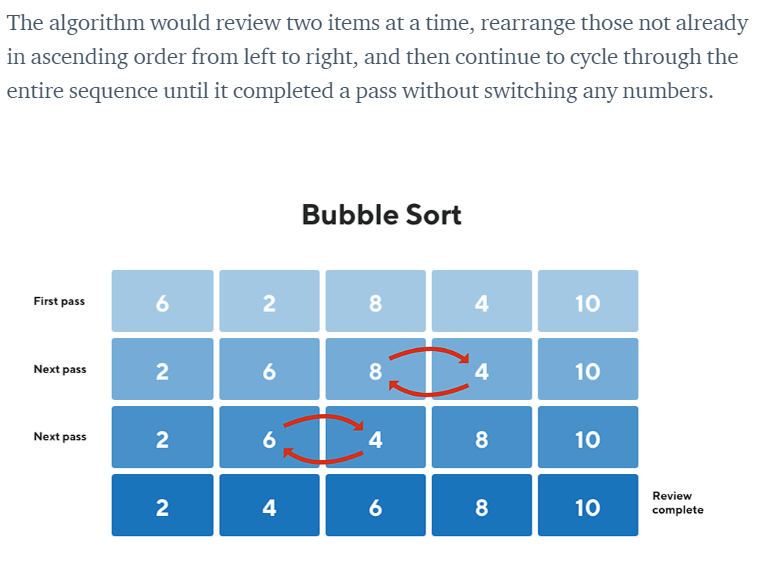 The algorithm would review two items at a time, rearrange those not already
in ascending order from left to right, and then continue to cycle through the
entire sequence until it completed a pass without switching any numbers.
Bubble Sort
First pass 6 2 8 4 10
Next pass 2 6 8 4 10
Next pass 2 6 4 8 10
2 4 6 8 10 Review
complete